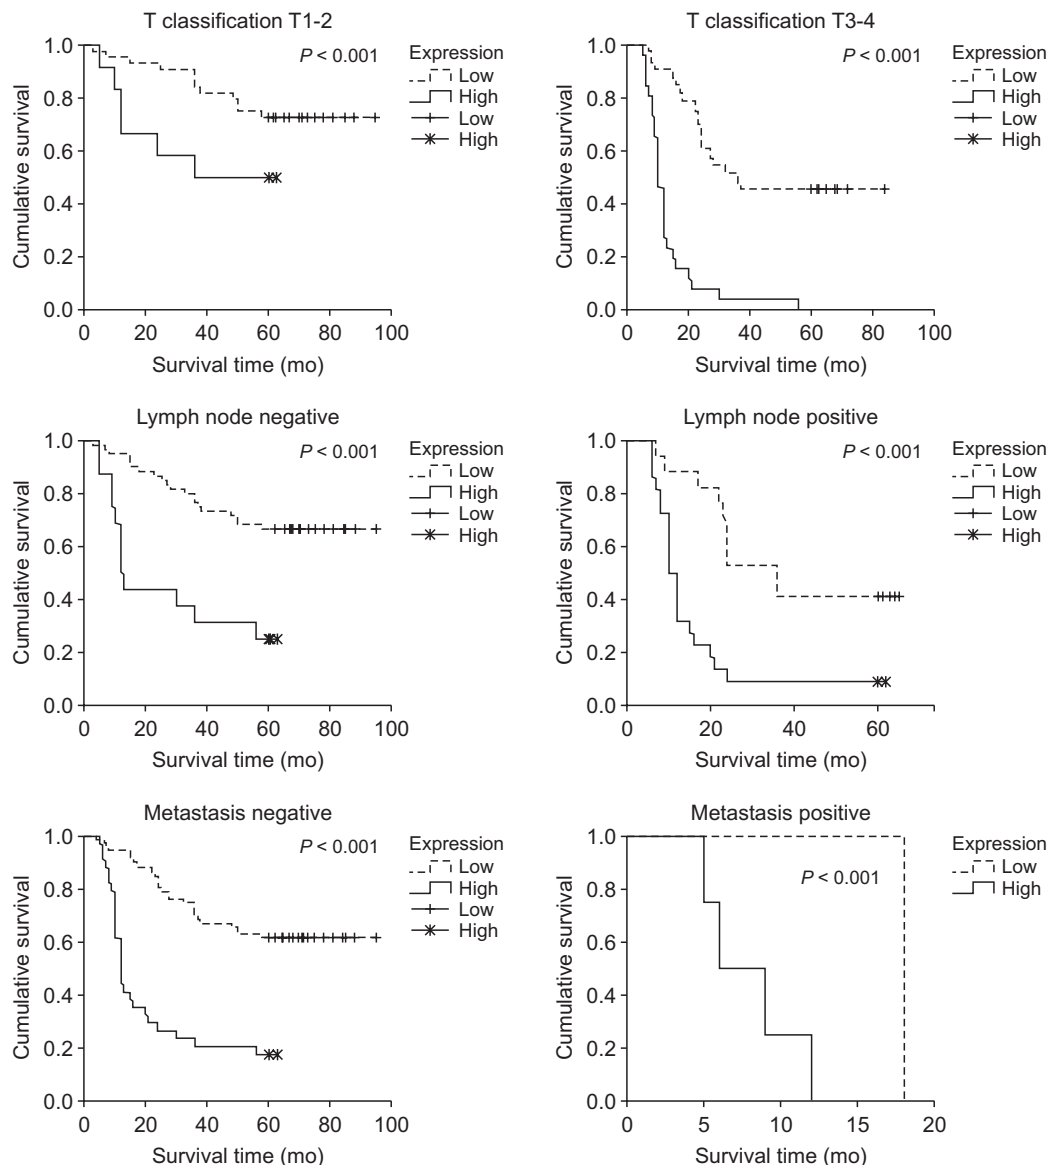 T classification T1-2
P < 0.001
Expression
Low
High
Low
High
Cumulative survival
1.0
0.8
0.6
0.4
0.2
0.0
0 20 40 60 80 100
Survival time (mo)
T classification T3-4
P < 0.001
Expression
Low
High
Low
High
Cumulative survival
1.0
0.8
0.6
0.4
0.2
0.0
0 20 40 60 80 100
Survival time (mo)
Lymph node negative
P < 0.001
Expression
Low
High
Low
High
Cumulative survival
1.0
0.8
0.6
0.4
0.2
0.0
0 20 40 60 80 100
Survival time (mo)
Lymph node positive
P < 0.001
Expression
Low
High
Low
High
Cumulative survival
1.0
0.8
0.6
0.4
0.2
0.0
0 20 40 60
Survival time (mo)
Metastasis negative
P < 0.001
Expression
Low
High
Low
High
Cumulative survival
1.0
0.8
0.6
0.4
0.2
0.0
0 20 40 60 80 100
Survival time (mo)
Metastasis positive
P < 0.001
Expression
Low
High
Cumulative survival
1.0
0.8
0.6
0.4
0.2
0.0
0 5 10 15 20
Survival time (mo)